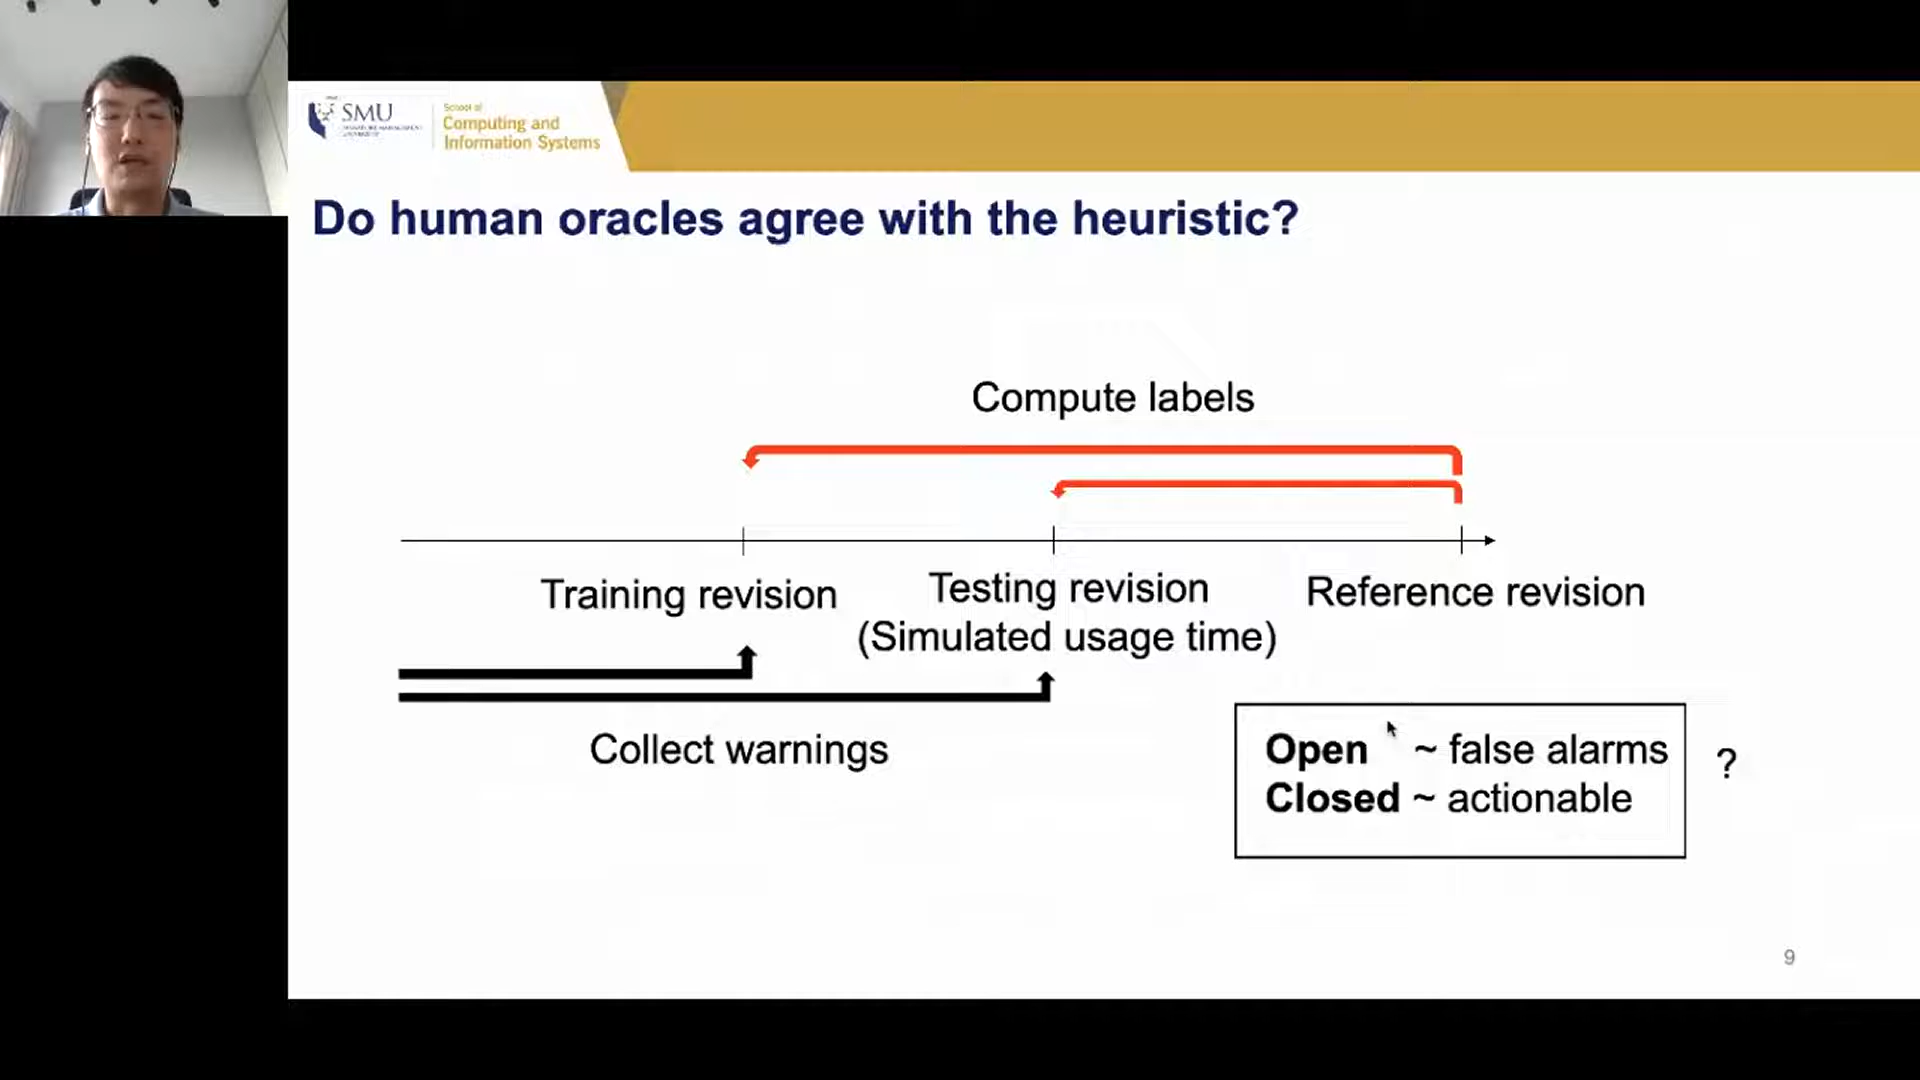 SMU
School of
Computing and
Information Systems
Do human oracles agree with the heuristic?
Compute labels
Training revision
Testing revision
(Simulated usage time)
Reference revision
Collect warnings
Open ~ false alarms
Closed ~ actionable
?
9